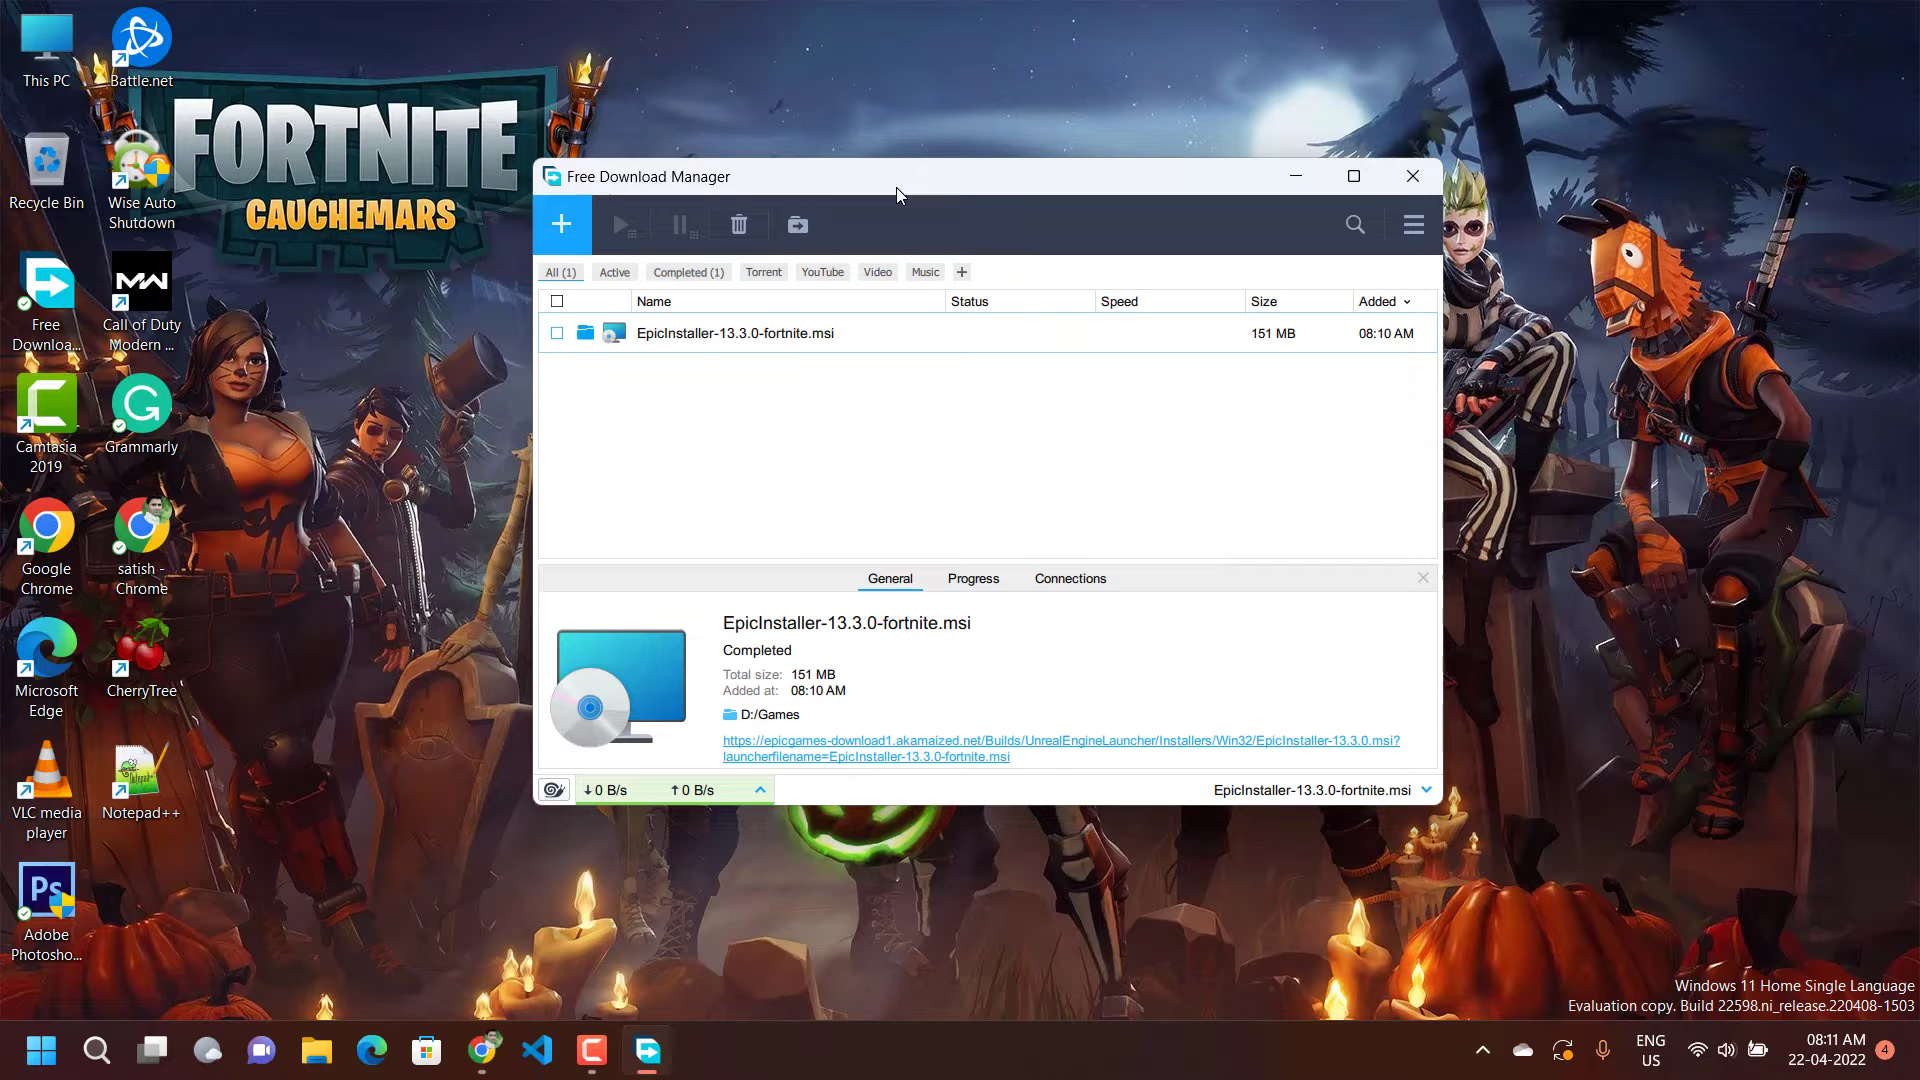 This PC
Battle.net
Recycle Bin
Wise Auto
Shutdown
Free
Downloa...
Call of Duty
Modern ...
Camtasia
2019
Grammarly
Google
Chrome
satish -
Chrome
Microsoft
Edge
CherryTree
VLC media
player
Notepad++
Ps
Adobe
Photosho...
FORTNITE
CAUCHEMARS
Free Download Manager
All (1)
Active
Completed (1)
Torrent
YouTube
Video
Music
Name
Status
Speed
Size
Added
EpicInstaller-13.3.0-fortnite.msi
151 MB
08:10 AM
General
Progress
Connections
EpicInstaller-13.3.0-fortnite.msi
Completed
Total size: 151 MB
Added at: 08:10 AM
D:/Games
https://epicgames-download1.akamaized.net/Builds/UnrealEngineLauncher/Installers/Win32/EpicInstaller-13.3.0.msi?
launcherfilename=EpicInstaller-13.3.0-fortnite.msi
0 B/s
0 B/s
EpicInstaller-13.3.0-fortnite.msi
Windows 11 Home Single Language
Evaluation copy. Build 22598.ni_release.220408-1503
ENG
US
08:11 AM
22-04-2022
4